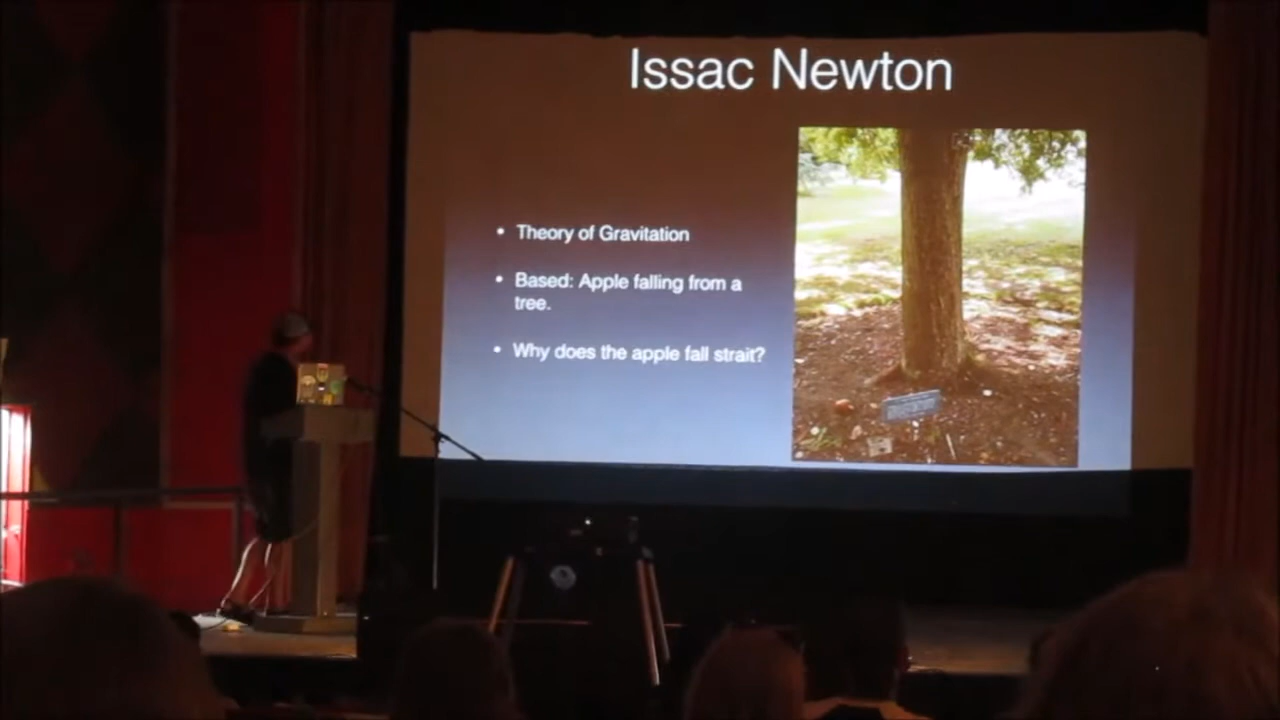 Issac Newton
• Theory of Gravitation
• Based: Apple falling from a
tree.
• Why does the apple fall strait?